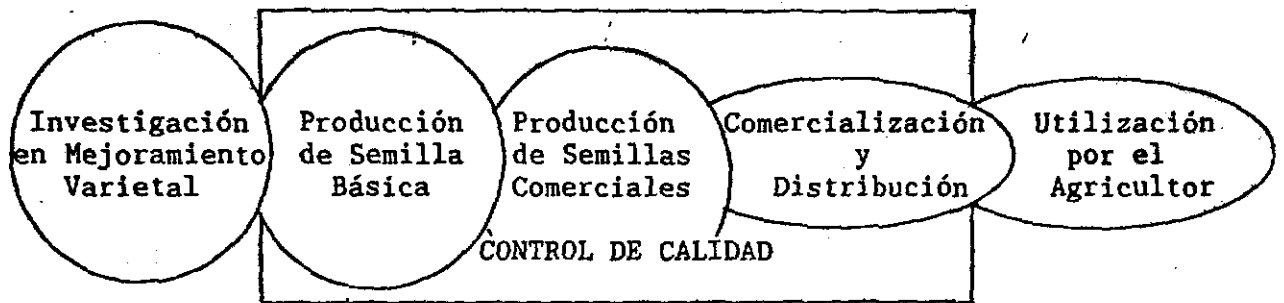 Investigación
en Mejoramiento
Varietal
Producción
de Semilla
Básica
Producción
de Semillas
Comerciales
Comercialización
y
Distribución
Utilización
por el
Agricultor
CONTROL DE CALIDAD